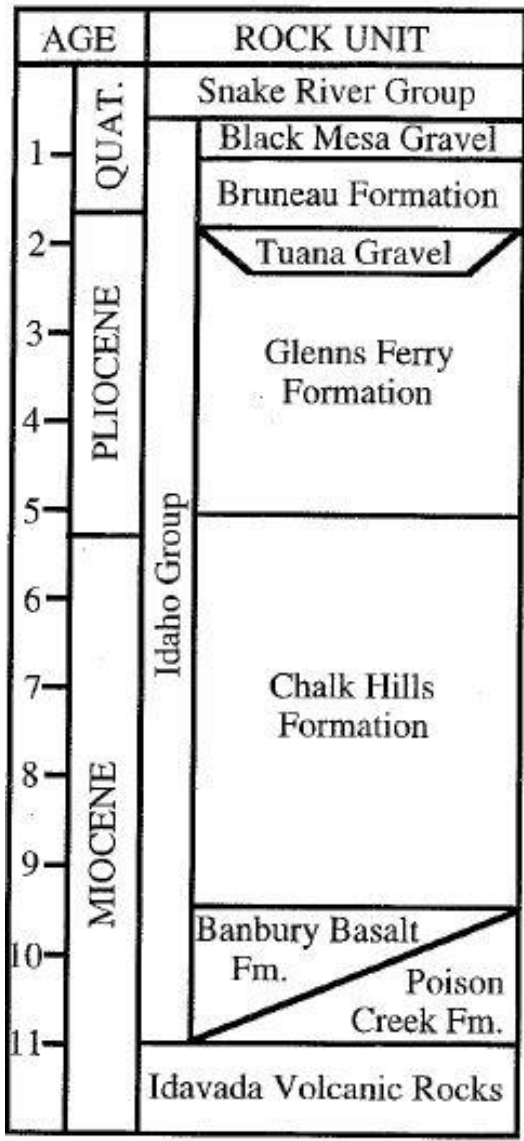 AGE
ROCK UNIT
QUAT.
PLIOCENE
MIOCENE
1
2
3
4
5
6
7
8
9
10
11
Snake River Group
Idaho Group
Black Mesa Gravel
Bruneau Formation
Tuana Gravel
Glenns Ferry
Formation
Chalk Hills
Formation
Banbury Basalt
Fm.
Poison
Creek Fm.
Idavada Volcanic Rocks